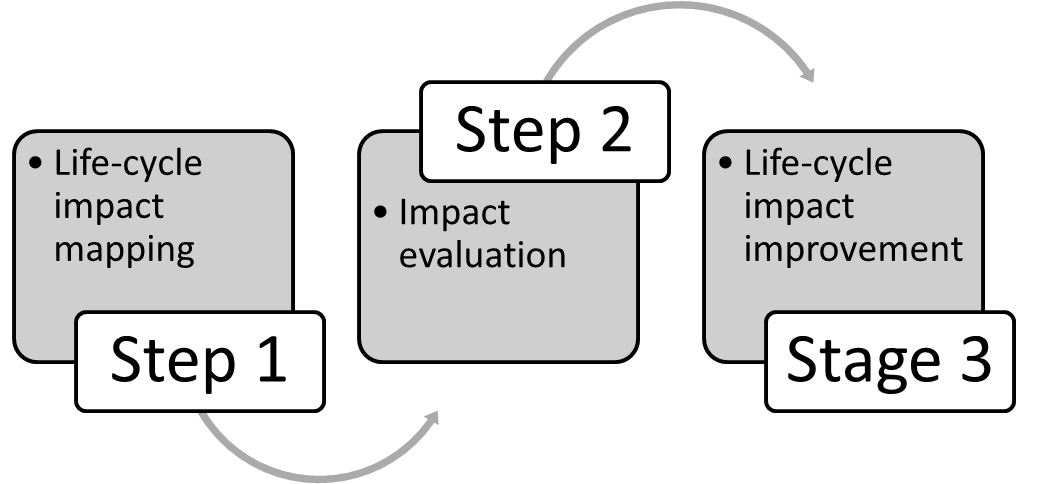 • Life-cycle
impact
mapping
Step 1
Step 2
• Impact
evaluation
• Life-cycle
impact
improvement
Stage 3